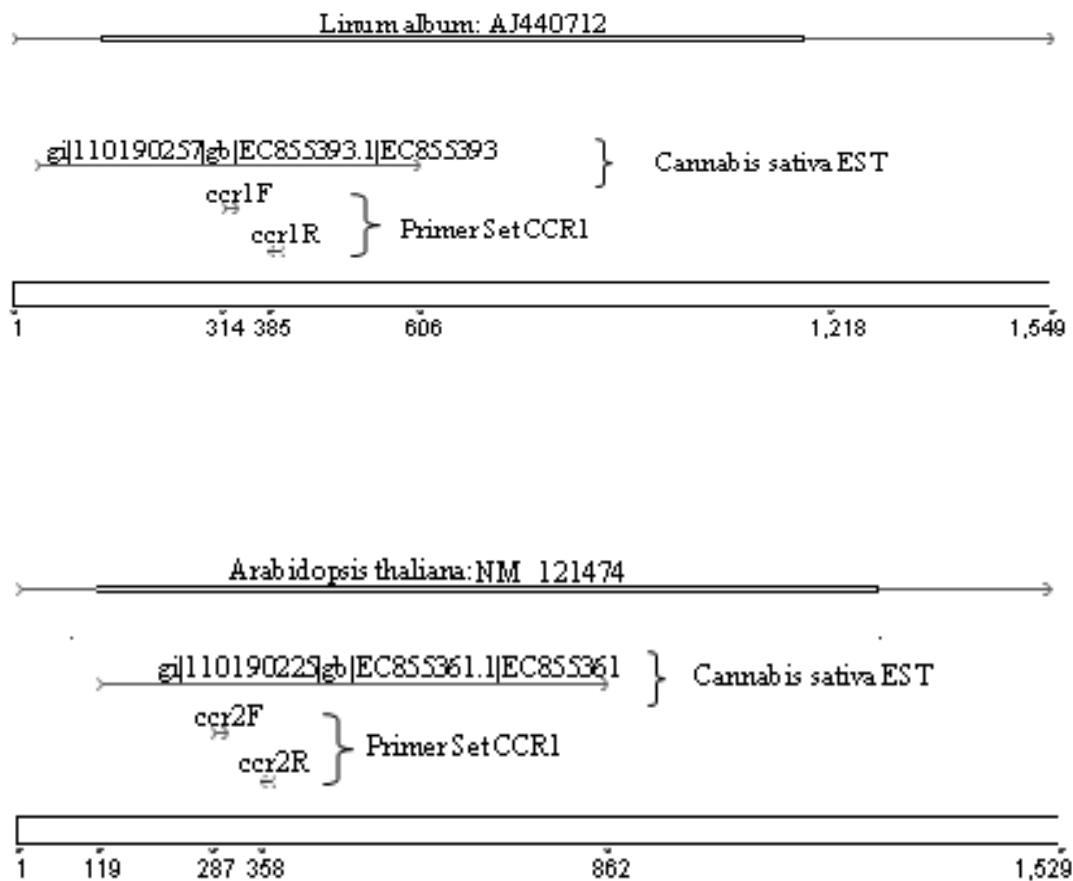 Linum album: AJ440712
gi|110190257|gb|EC855393.1|EC855393
Cannabis sativa EST
ccr1F
ccr1R
Primer Set CCR1
1 314 385 606 1,218 1,549
Arabidopsis thaliana: NM_121474
gi|110190225|gb|EC855361.1|EC855361
Cannabis sativa EST
ccr2F
ccr2R
Primer Set CCR1
1 119 287 358 862 1,529